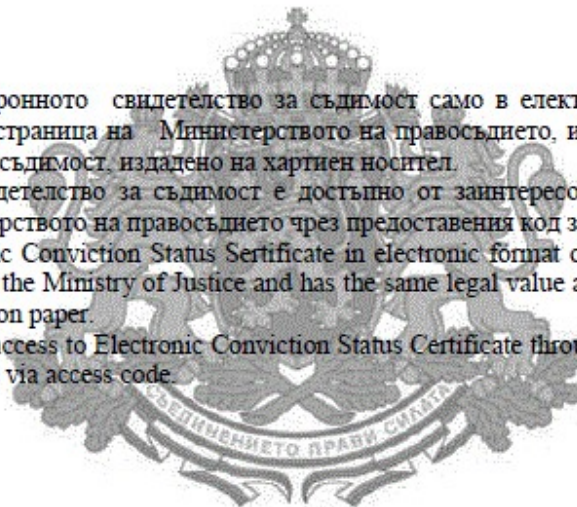 ронното свидетелство за съдимост само в елект
страница на Министерството на правосъдието, и
съдимост, издадено на хартиен носител.
детелство за съдимост е достъпно от заинтересо
рството на правосъдието чрез предоставения код з
ic Conviction Status Sertificate in electronic format c
the Ministry of Justice and has the same legal value a
on paper.
access to Electronic Conviction Status Certificate throu
via access code.
СЪЕДИНЕНИЕТО ПРАВИ СИЛАТА